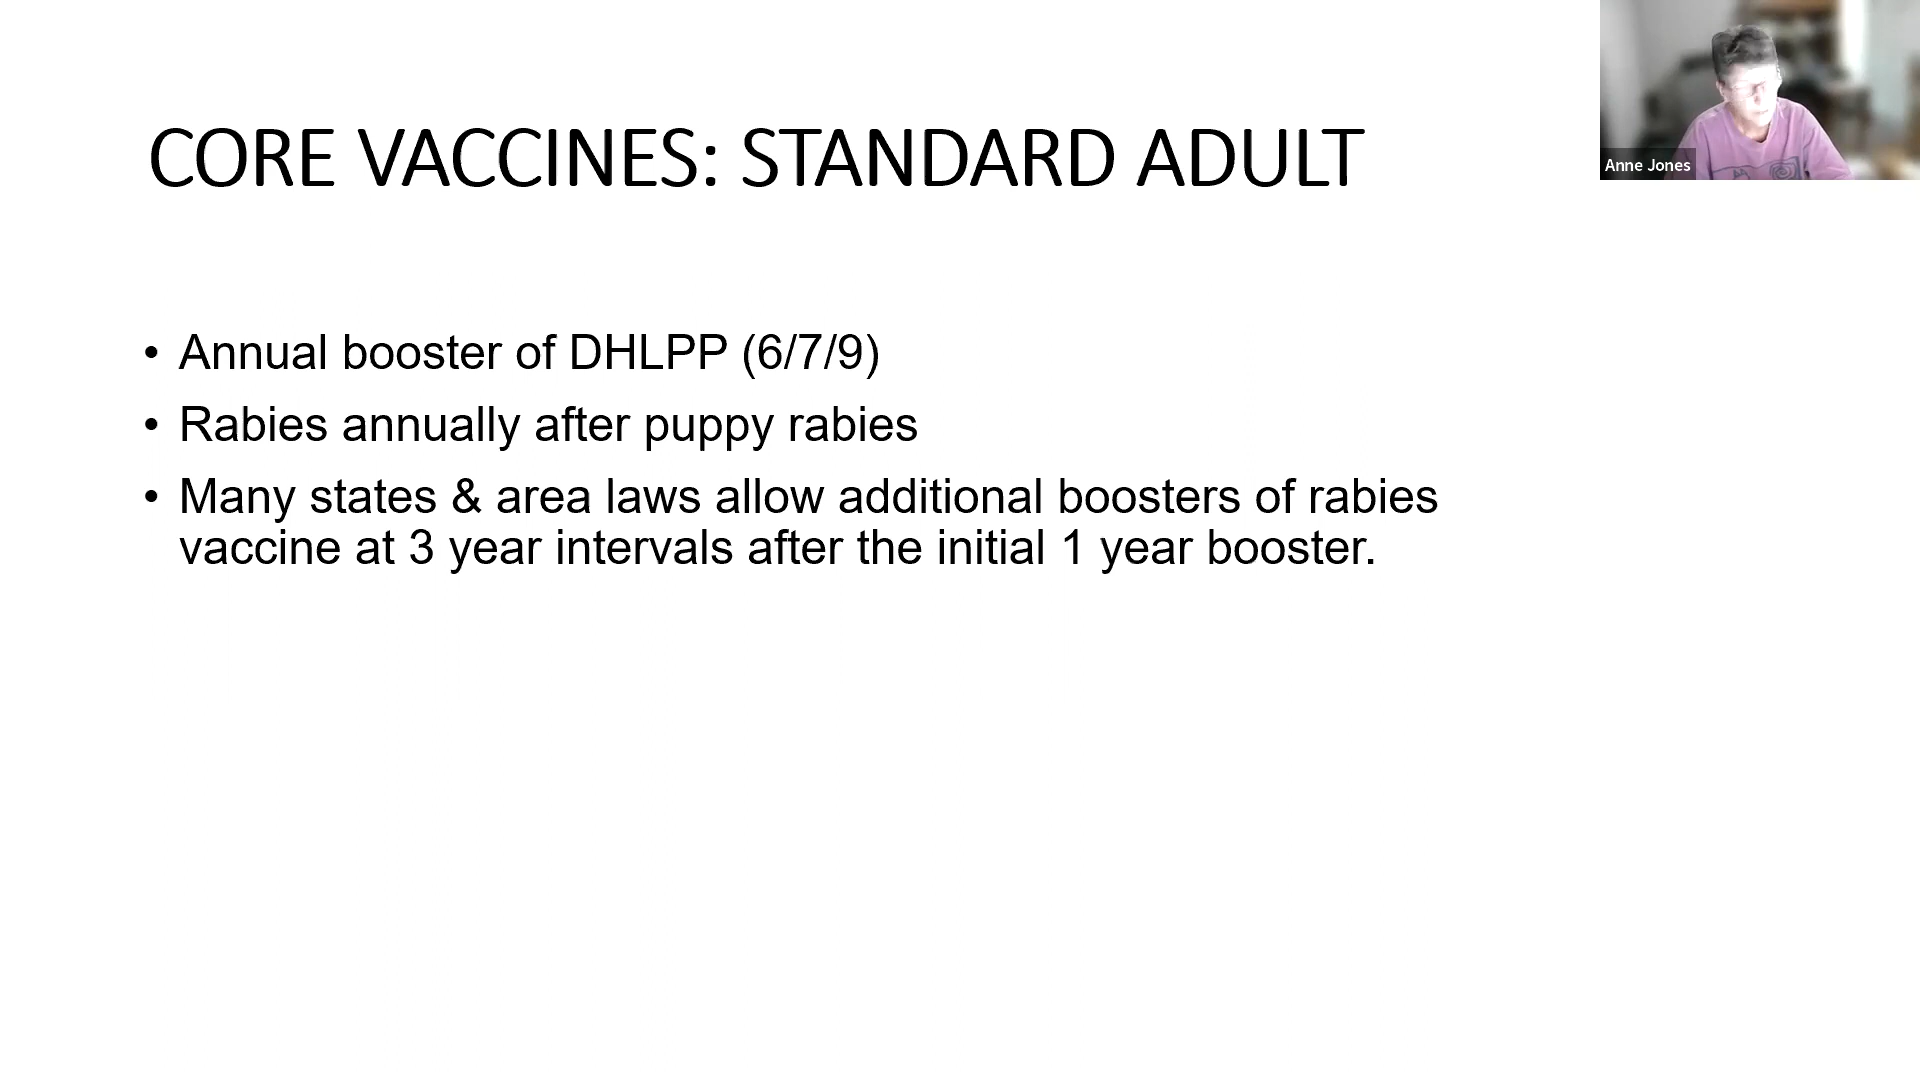 CORE VACCINES: STANDARD ADULT
Anne Jones
• Annual booster of DHLPP (6/7/9)
• Rabies annually after puppy rabies
• Many states & area laws allow additional boosters of rabies
vaccine at 3 year intervals after the initial 1 year booster.